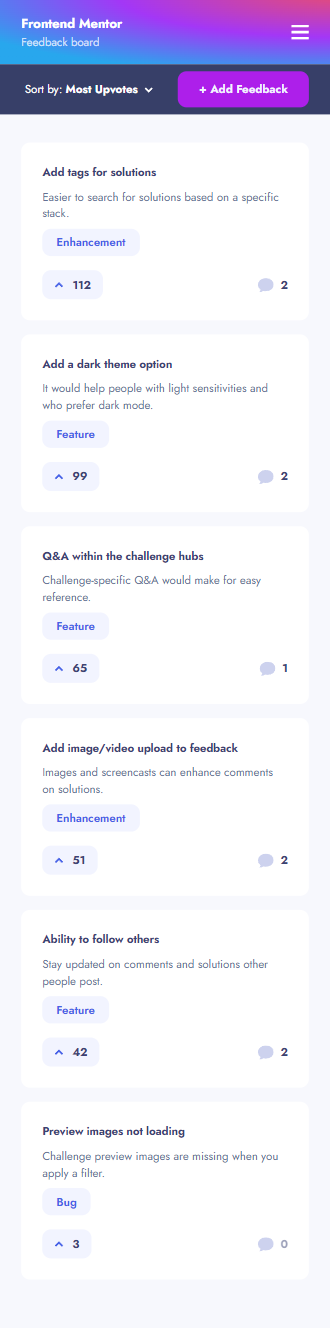 Frontend Mentor
Feedback board
Sort by: Most Upvotes
+ Add Feedback
Add tags for solutions
Easier to search for solutions based on a specific
stack.
Enhancement
112
2
Add a dark theme option
It would help people with light sensitivities and
who prefer dark mode.
Feature
99
2
Q&A within the challenge hubs
Challenge-specific Q&A would make for easy
reference.
Feature
65
1
Add image/video upload to feedback
Images and screencasts can enhance comments
on solutions.
Enhancement
51
2
Ability to follow others
Stay updated on comments and solutions other
people post.
Feature
42
2
Preview images not loading
Challenge preview images are missing when you
apply a filter.
Bug
3
0